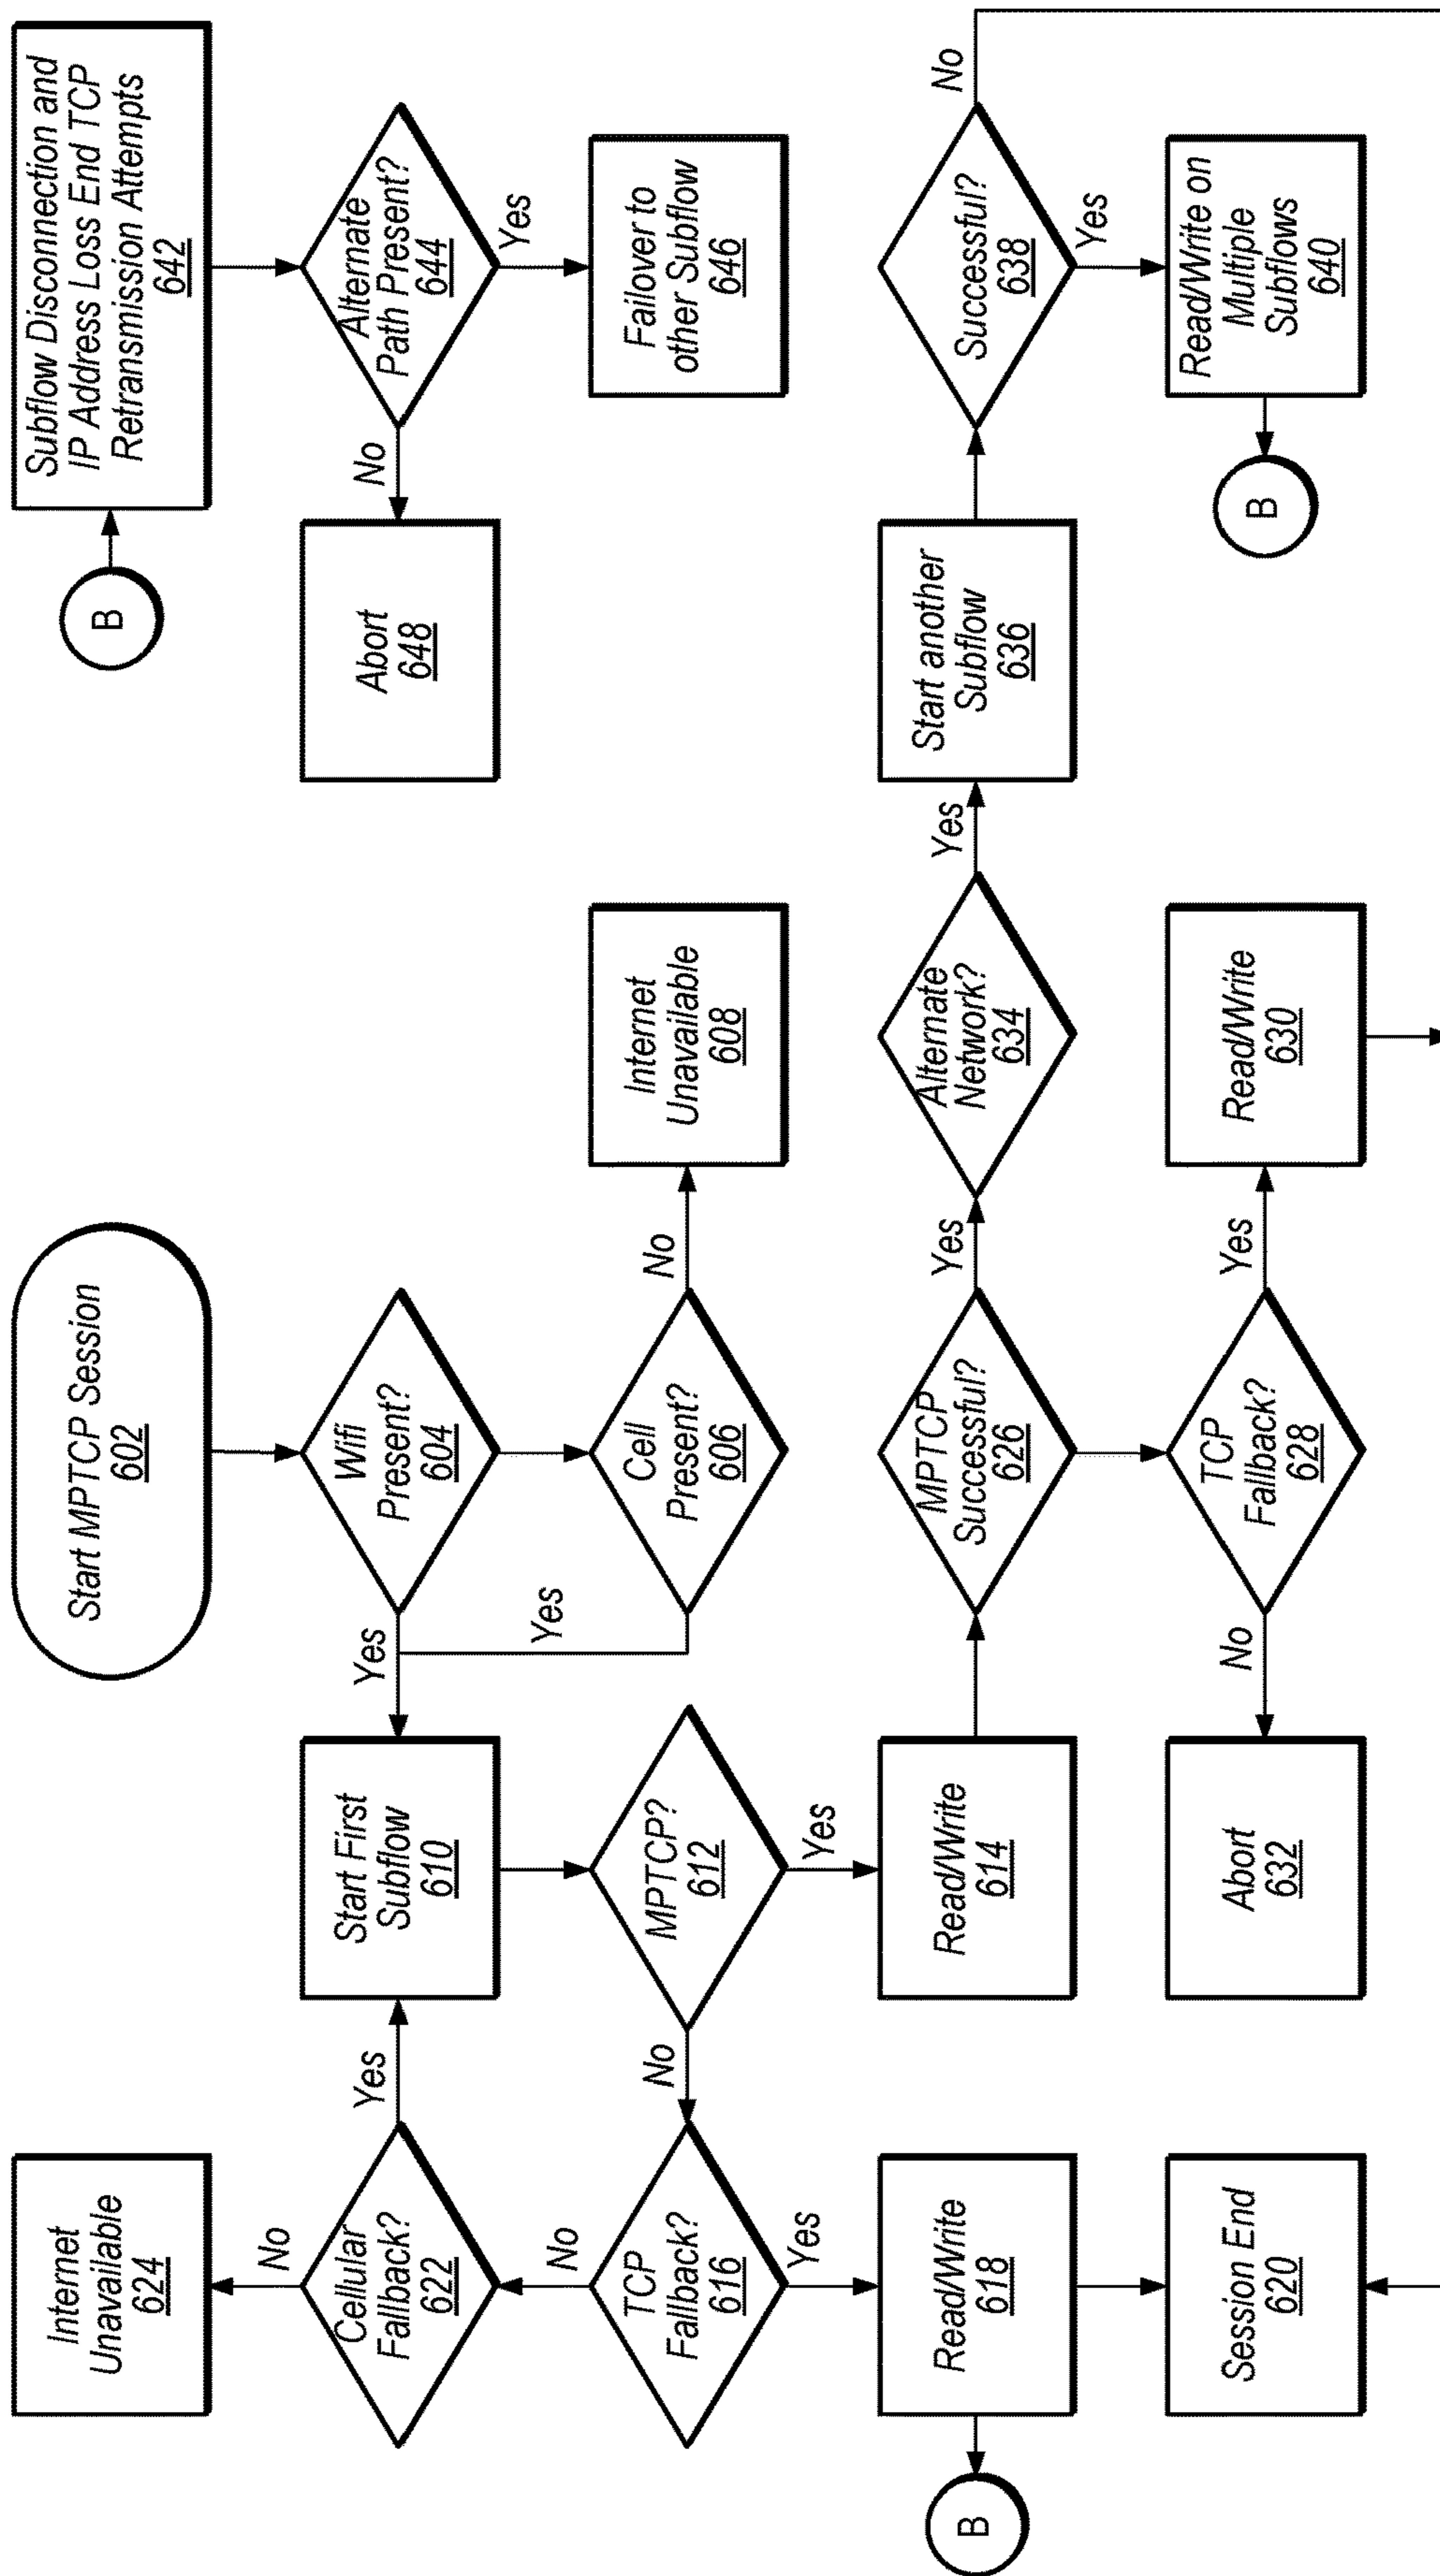 Internet
Unavailable
624
Start MPTCP Session
602
B
Subflow Disconnection and
IP Address Loss End TCP
Retransmission Attempts
642
No
Cellular
Fallback?
622
Yes
Start First
Subflow
610
Yes
Wifi
Present?
604
Abort
648
No
Alternate
Path Present?
644
No
Yes
Yes
TCP
Fallback?
616
No
MPTCP?
612
Cell
Present?
606
No
Internet
Unavailable
608
Failover to
other Subflow
646
Yes
Yes
B
Read/Write
618
Read/Write
614
MPTCP
Successful?
626
Yes
Alternate
Network?
634
Yes
Start another
Subflow
636
Successful?
638
No
Yes
Session End
620
Abort
632
No
TCP
Fallback?
628
Yes
Read/Write
630
B
Read/Write on
Multiple
Subflows
640